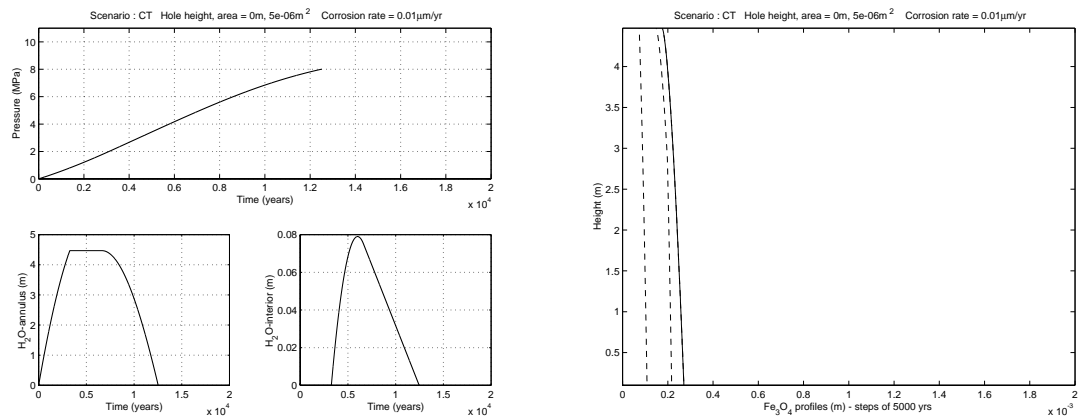 Scenario : CT   Hole height, area = 0m, 5e-06m²   Corrosion rate = 0.01μm/yr
Pressure (MPa)
10
8
6
4
2
0
0 0.2 0.4 0.6 0.8 1 1.2 1.4 1.6 1.8 2
Time (years)
x 10⁴
H₂O-annulus (m)
5
4
3
2
1
0
0 0.5 1 1.5 2
Time (years)
x 10⁴
H₂O-interior (m)
0.08
0.06
0.04
0.02
0
0 0.5 1 1.5 2
Time (years)
x 10⁴
Scenario : CT   Hole height, area = 0m, 5e-06m²   Corrosion rate = 0.01μm/yr
Height (m)
4
3.5
3
2.5
2
1.5
1
0.5
0 0.2 0.4 0.6 0.8 1 1.2 1.4 1.6 1.8 2
Fe₃O₄ profiles (m) - steps of 5000 yrs
x 10⁻³